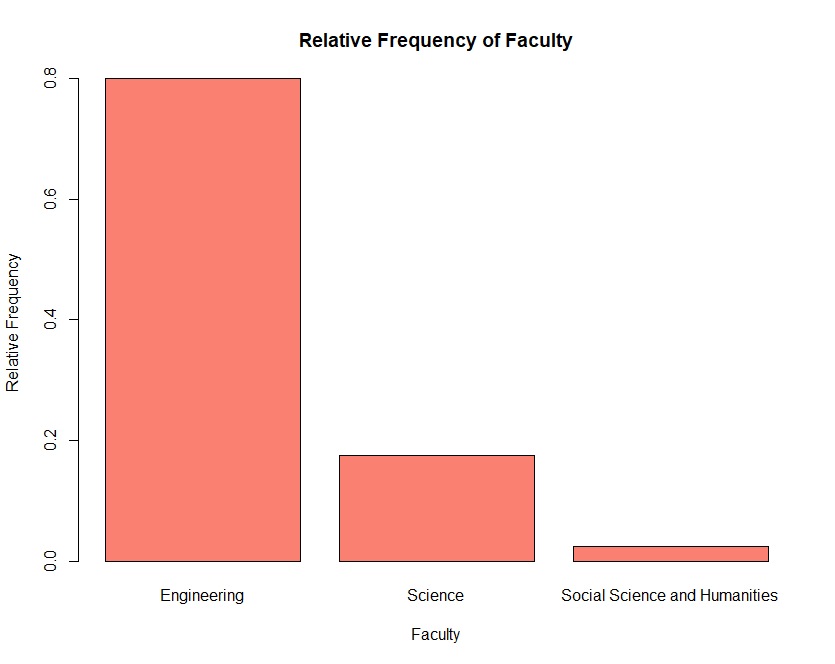 Relative Frequency of Faculty
Relative Frequency
0.8
0.6
0.4
0.2
0.0
Engineering
Science
Social Science and Humanities
Faculty